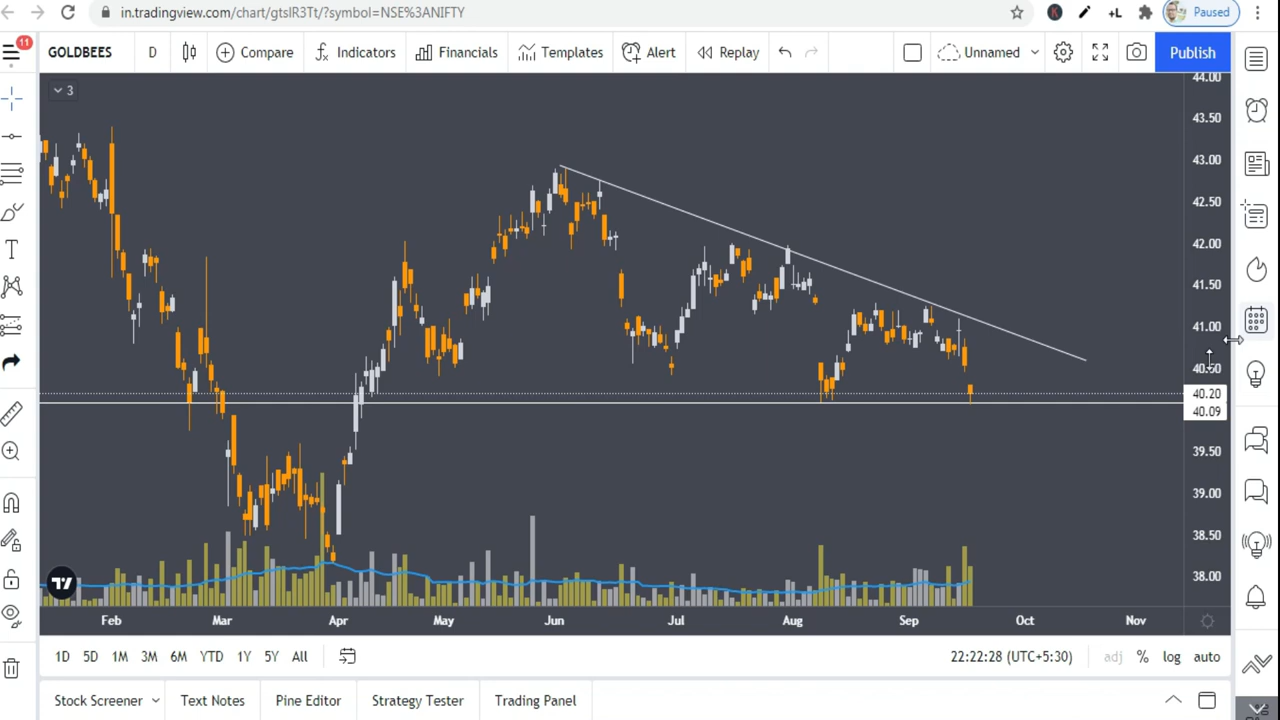 in.tradingview.com/chart/gtsIR3Tt/?symbol=NSE%3ANIFTY
K
+L
Paused
11
GOLDBEES
D
Compare
Indicators
Financials
Templates
Alert
Replay
Unnamed
Publish
3
44.00
43.50
43.00
42.50
42.00
41.50
41.00
40.50
40.20
40.09
39.50
39.00
38.50
38.00
Feb Mar Apr May Jun Jul Aug Sep Oct Nov
1D 5D 1M 3M 6M YTD 1Y 5Y All
22:22:28 (UTC+5:30)
adj % log auto
Stock Screener
Text Notes
Pine Editor
Strategy Tester
Trading Panel